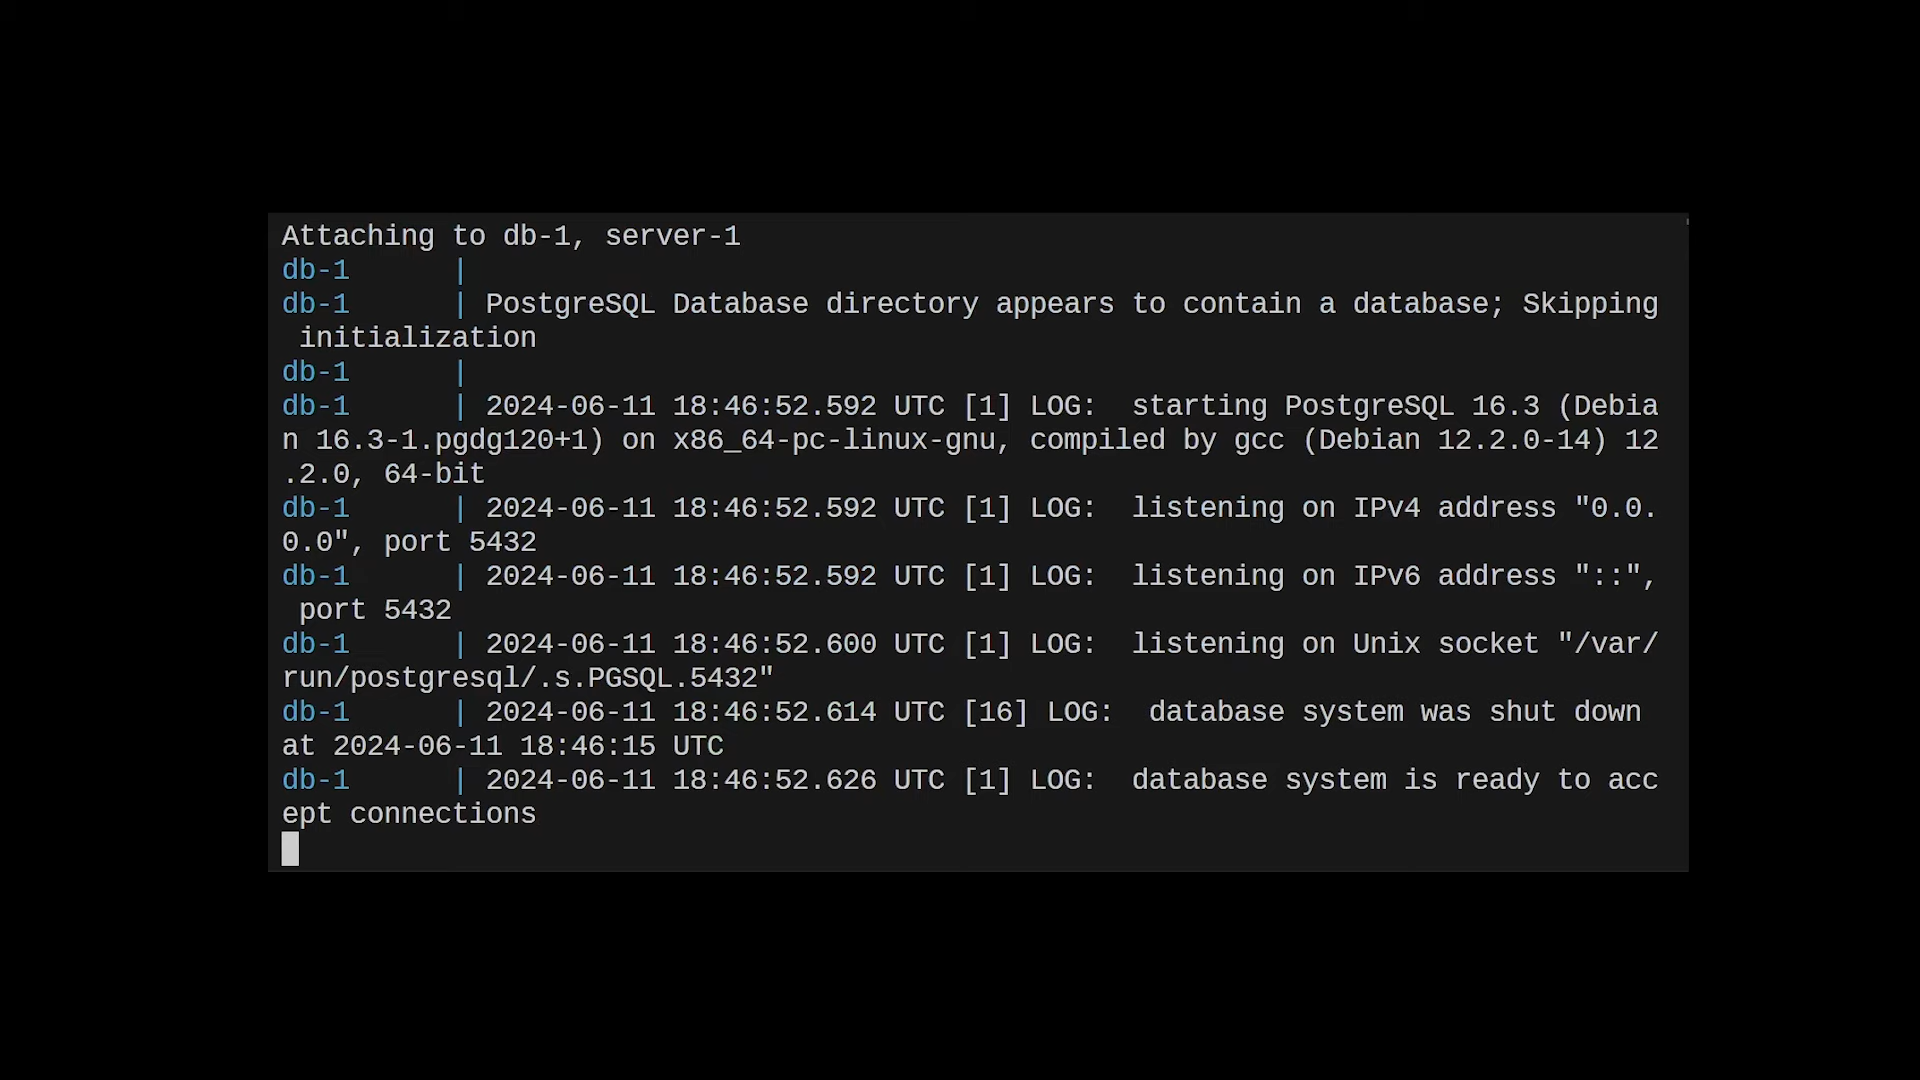 Attaching to db-1, server-1
db-1      |
db-1      | PostgreSQL Database directory appears to contain a database; Skipping
 initialization
db-1      |
db-1      | 2024-06-11 18:46:52.592 UTC [1] LOG:  starting PostgreSQL 16.3 (Debia
n 16.3-1.pgdg120+1) on x86_64-pc-linux-gnu, compiled by gcc (Debian 12.2.0-14) 12
.2.0, 64-bit
db-1      | 2024-06-11 18:46:52.592 UTC [1] LOG:  listening on IPv4 address "0.0.
0.0", port 5432
db-1      | 2024-06-11 18:46:52.592 UTC [1] LOG:  listening on IPv6 address "::",
 port 5432
db-1      | 2024-06-11 18:46:52.600 UTC [1] LOG:  listening on Unix socket "/var/
run/postgresql/.s.PGSQL.5432"
db-1      | 2024-06-11 18:46:52.614 UTC [16] LOG:  database system was shut down
at 2024-06-11 18:46:15 UTC
db-1      | 2024-06-11 18:46:52.626 UTC [1] LOG:  database system is ready to acc
ept connections